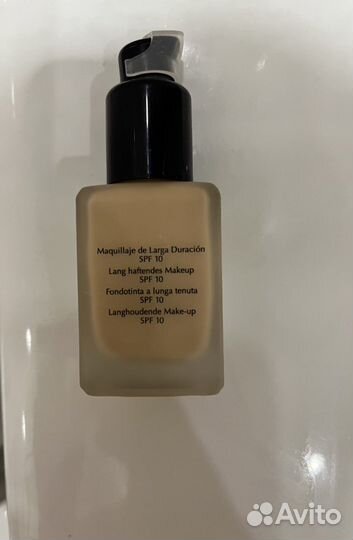 Maquillaje de Larga Duración
SPF 10
Lang haftendes Makeup
SPF 10
Fondotinta a lunga tenuta
SPF 10
Langhoudende Make-up
SPF 10
Avito